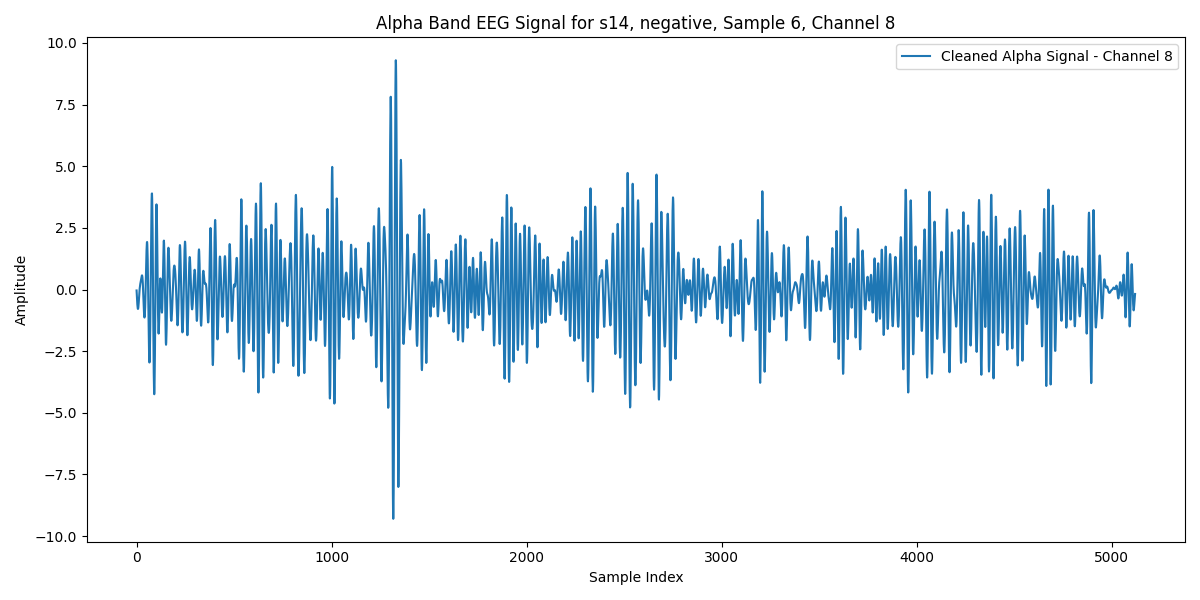 Alpha Band EEG Signal for s14, negative, Sample 6, Channel 8
Cleaned Alpha Signal - Channel 8
Amplitude
10.0
7.5
5.0
2.5
0.0
−2.5
−5.0
−7.5
−10.0
0 1000 2000 3000 4000 5000
Sample Index